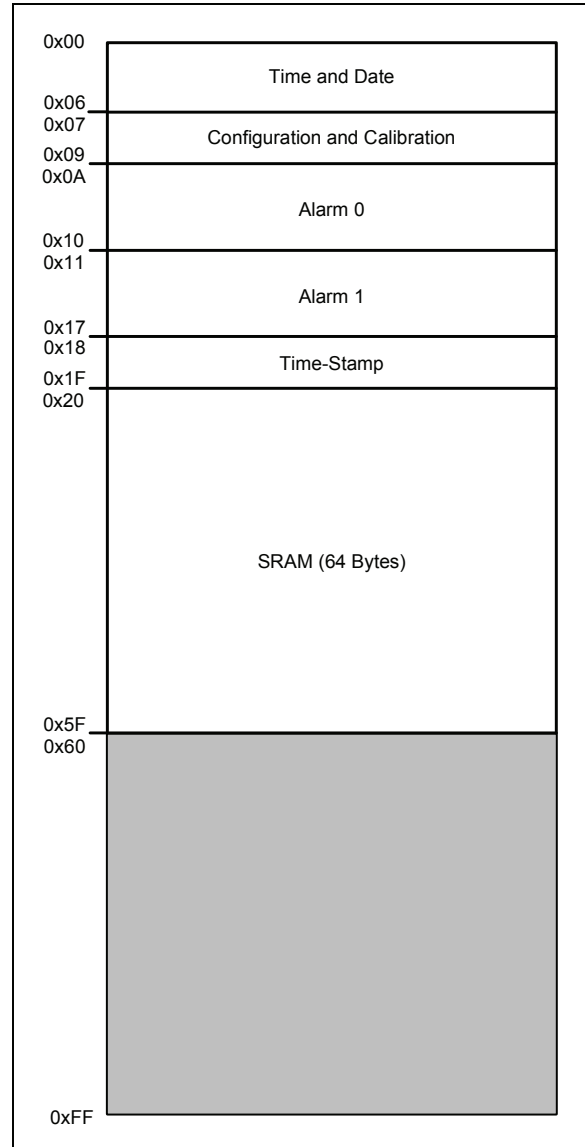 0x00
Time and Date
0x06
0x07
Configuration and Calibration
0x09
0x0A
Alarm 0
0x10
0x11
Alarm 1
0x17
0x18
Time-Stamp
0x1F
0x20
SRAM (64 Bytes)
0x5F
0x60
0xFF